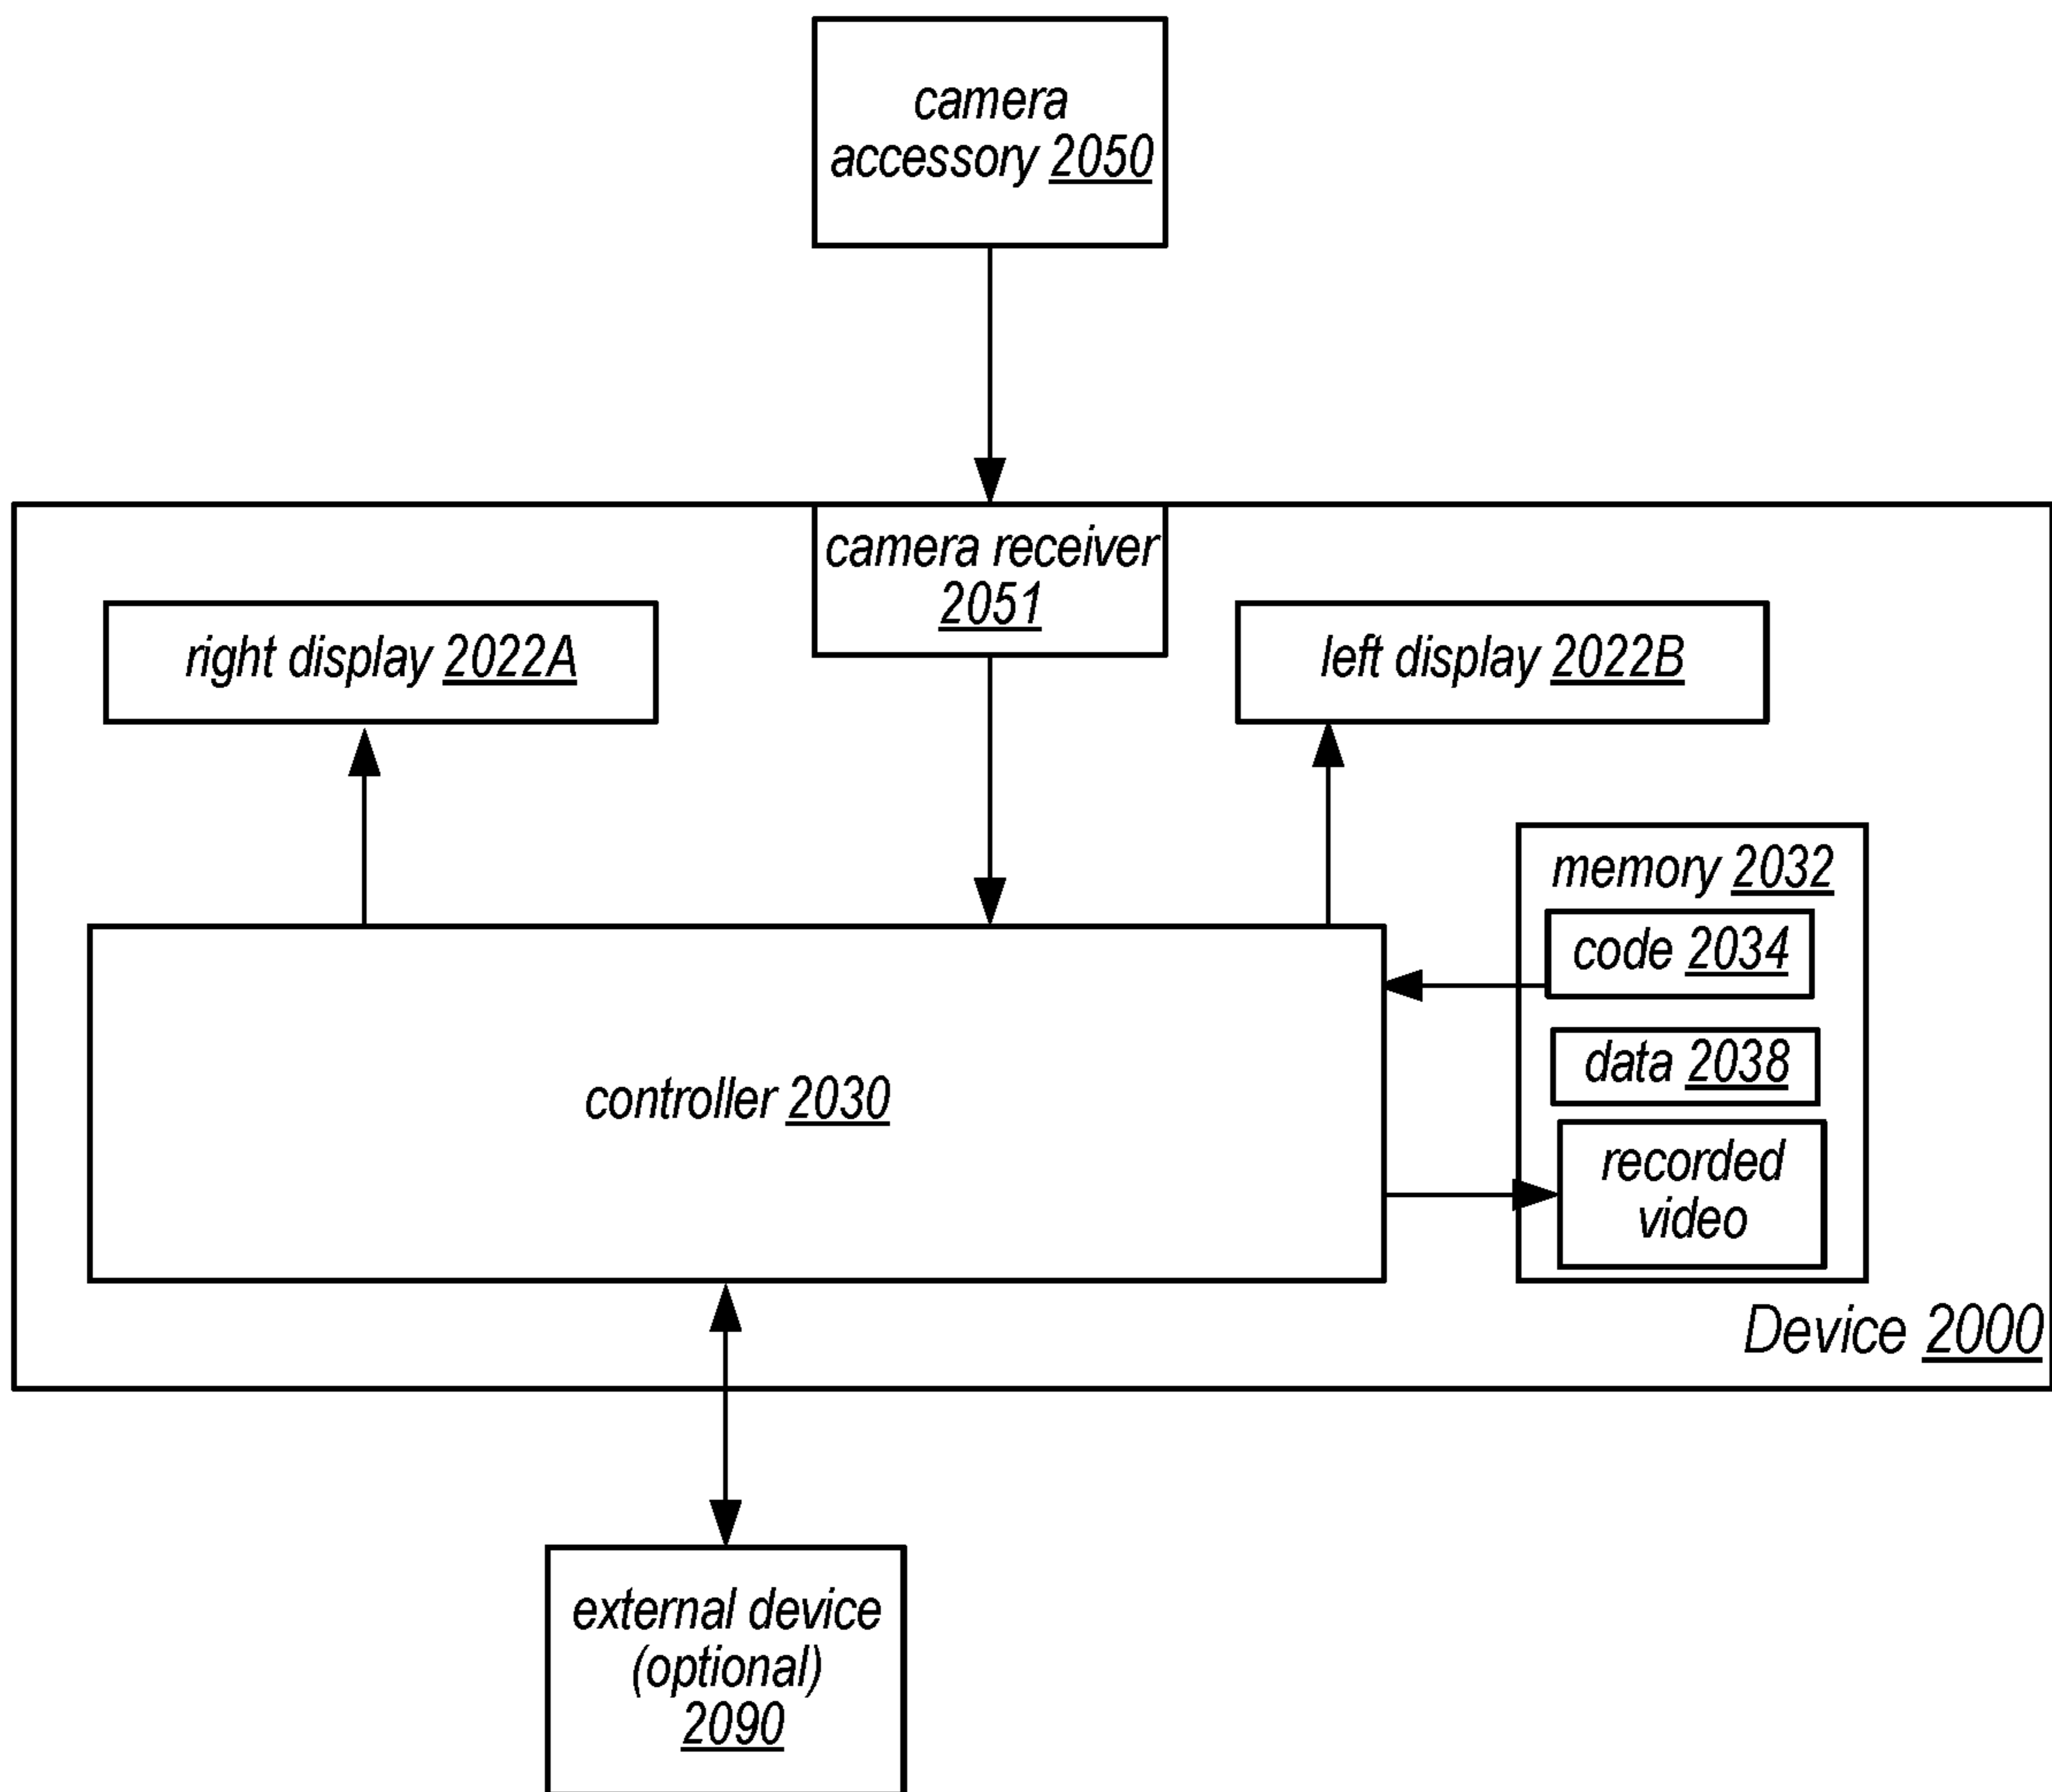 camera
accessory 2050
camera receiver
2051
right display 2022A
left display 2022B
memory 2032
code 2034
data 2038
controller 2030
recorded
video
Device 2000
external device
(optional)
2090